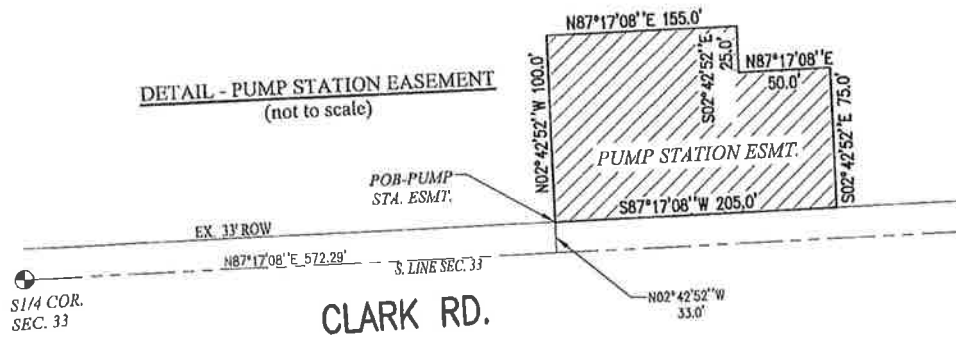 N87°17'08''E 155.0'
S02°42'52''E
25.0'
N87°17'08''E
50.0'
DETAIL - PUMP STATION EASEMENT
(not to scale)
N02°42'52''W 100.0'
S02°42'52''E 75.0'
PUMP STATION ESMT.
POB-PUMP
STA. ESMT.
S87°17'08''W 205.0'
EX. 33' ROW
N87°17'08''E 572.29'
S. LINE SEC. 33
S1/4 COR.
SEC. 33
CLARK RD.
N02°42'52''W
33.0'